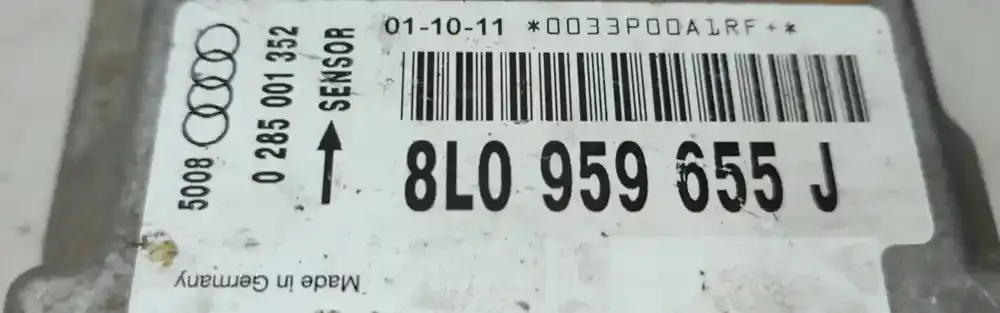 01-10-11 *0033P00A1RF+*
8L0 959 655 J
SENSOR
0 285 001 352
5008
Made in Germany